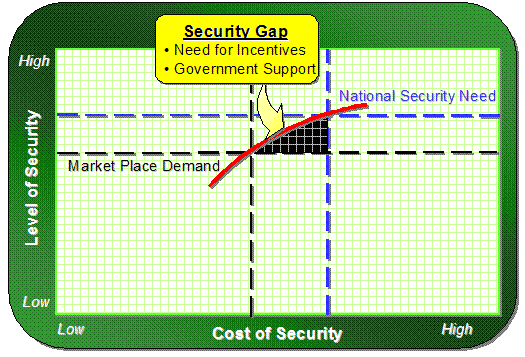 Security Gap
• Need for Incentives
• Government Support
High
National Security Need
Market Place Demand
Level of Security
Low
Low
Cost of Security
High